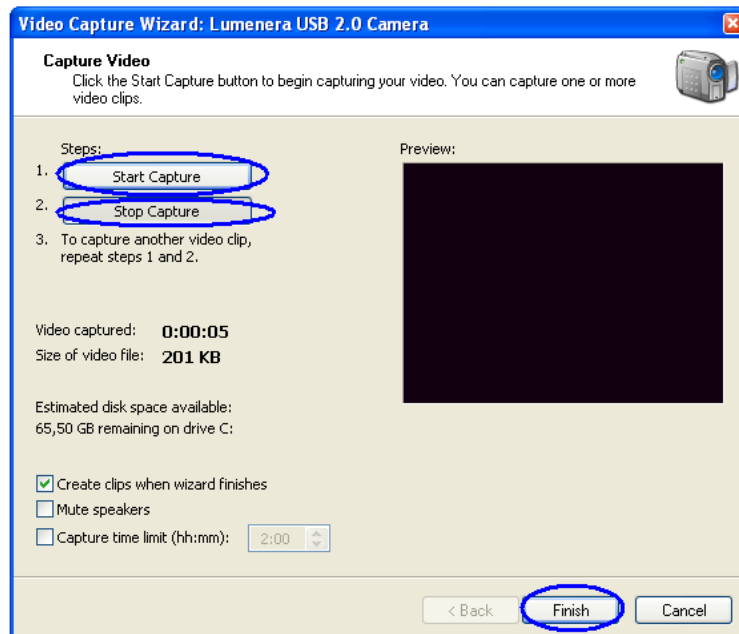 Video Capture Wizard: Lumenera USB 2.0 Camera
Capture Video
Click the Start Capture button to begin capturing your video. You can capture one or more
video clips.
Steps:
1. Start Capture
2. Stop Capture
3. To capture another video clip,
repeat steps 1 and 2.
Preview:
Video captured: 0:00:05
Size of video file: 201 KB
Estimated disk space available:
65,50 GB remaining on drive C:
Create clips when wizard finishes
Mute speakers
Capture time limit (hh:mm): 2:00
< Back Finish Cancel